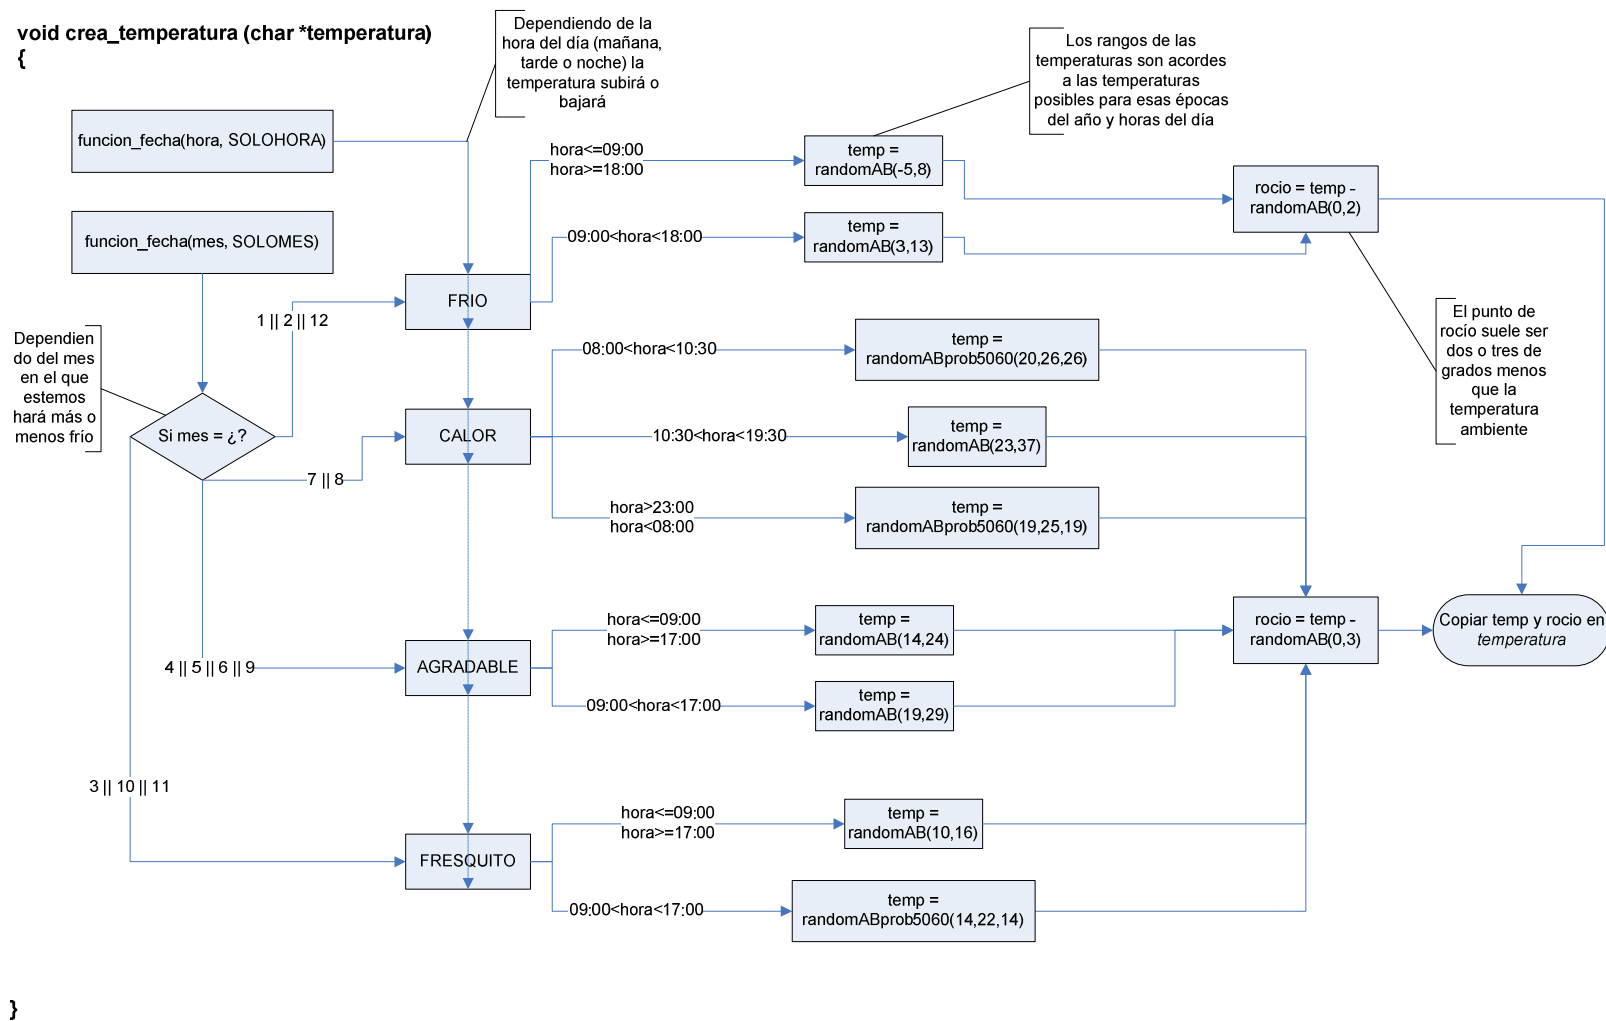 void crea_temperatura (char *temperatura)
{
Dependiendo de la
hora del día (mañana,
tarde o noche) la
temperatura subirá o
bajará
Los rangos de las
temperaturas son acordes
a las temperaturas
posibles para esas épocas
del año y horas del día
funcion_fecha(hora, SOLOHORA)
funcion_fecha(mes, SOLOMES)
hora<=09:00
hora>=18:00
temp =
randomAB(-5,8)
rocio = temp -
randomAB(0,2)
09:00<hora<18:00
temp =
randomAB(3,13)
FRIO
1 || 2 || 12
Dependien
do del mes
en el que
estemos
hará más o
menos frío
Si mes = ¿?
El punto de
rocío suele ser
dos o tres de
grados menos
que la
temperatura
ambiente
08:00<hora<10:30
temp =
randomABprob5060(20,26,26)
CALOR
10:30<hora<19:30
temp =
randomAB(23,37)
7 || 8
hora>23:00
hora<08:00
temp =
randomABprob5060(19,25,19)
hora<=09:00
hora>=17:00
temp =
randomAB(14,24)
rocio = temp -
randomAB(0,3)
Copiar temp y rocio en
temperatura
4 || 5 || 6 || 9
AGRADABLE
09:00<hora<17:00
temp =
randomAB(19,29)
3 || 10 || 11
hora<=09:00
hora>=17:00
temp =
randomAB(10,16)
FRESQUITO
09:00<hora<17:00
temp =
randomABprob5060(14,22,14)
}